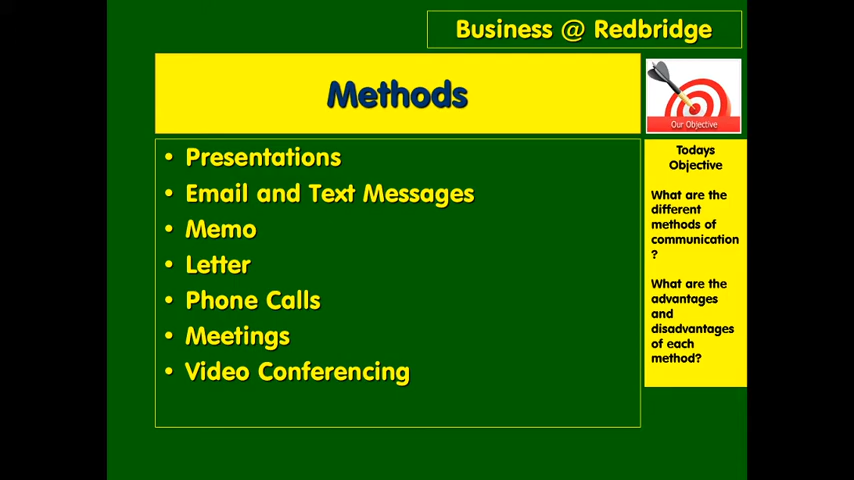 Business @ Redbridge
Methods
Our Objective
• Presentations
• Email and Text Messages
• Memo
• Letter
• Phone Calls
• Meetings
• Video Conferencing
Todays
Objective
What are the
different
methods of
communication
?
What are the
advantages
and
disadvantages
of each
method?